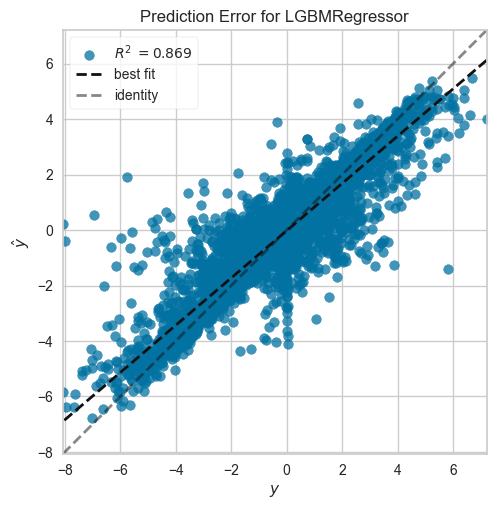 Prediction Error for LGBMRegressor
R² = 0.869
best fit
identity
6
4
2
0
−2
−4
−6
−8
ŷ
−8 −6 −4 −2 0 2 4 6
y